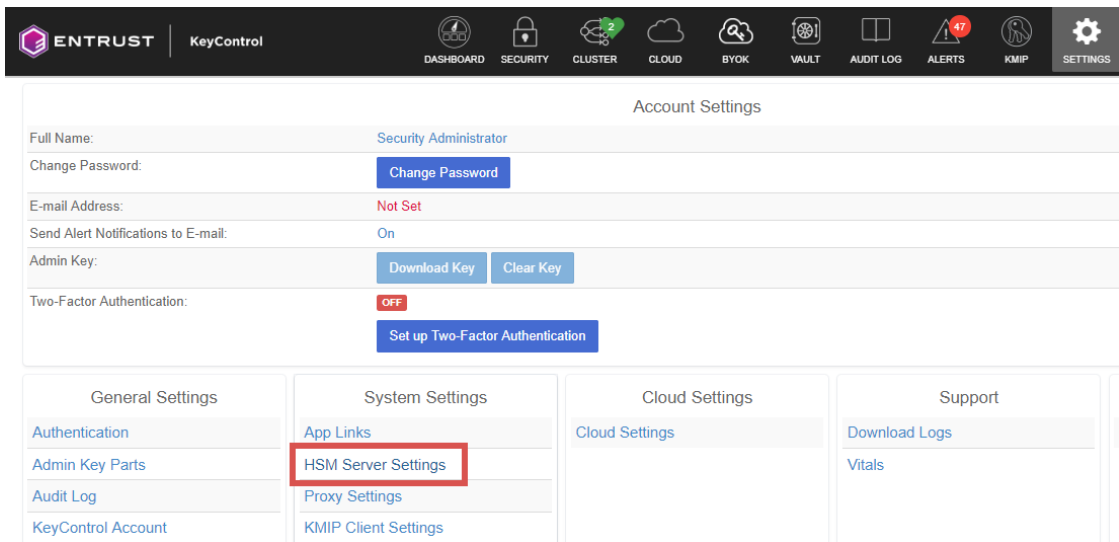 ENTRUST KeyControl
2 47
DASHBOARD SECURITY CLUSTER CLOUD BYOK VAULT AUDIT LOG ALERTS KMIP SETTINGS
Account Settings
Full Name: Security Administrator
Change Password: Change Password
E-mail Address: Not Set
Send Alert Notifications to E-mail: On
Admin Key: Download Key Clear Key
Two-Factor Authentication: OFF
Set up Two-Factor Authentication
General Settings System Settings Cloud Settings Support
Authentication App Links Cloud Settings Download Logs
Admin Key Parts HSM Server Settings Vitals
Audit Log Proxy Settings
KeyControl Account KMIP Client Settings